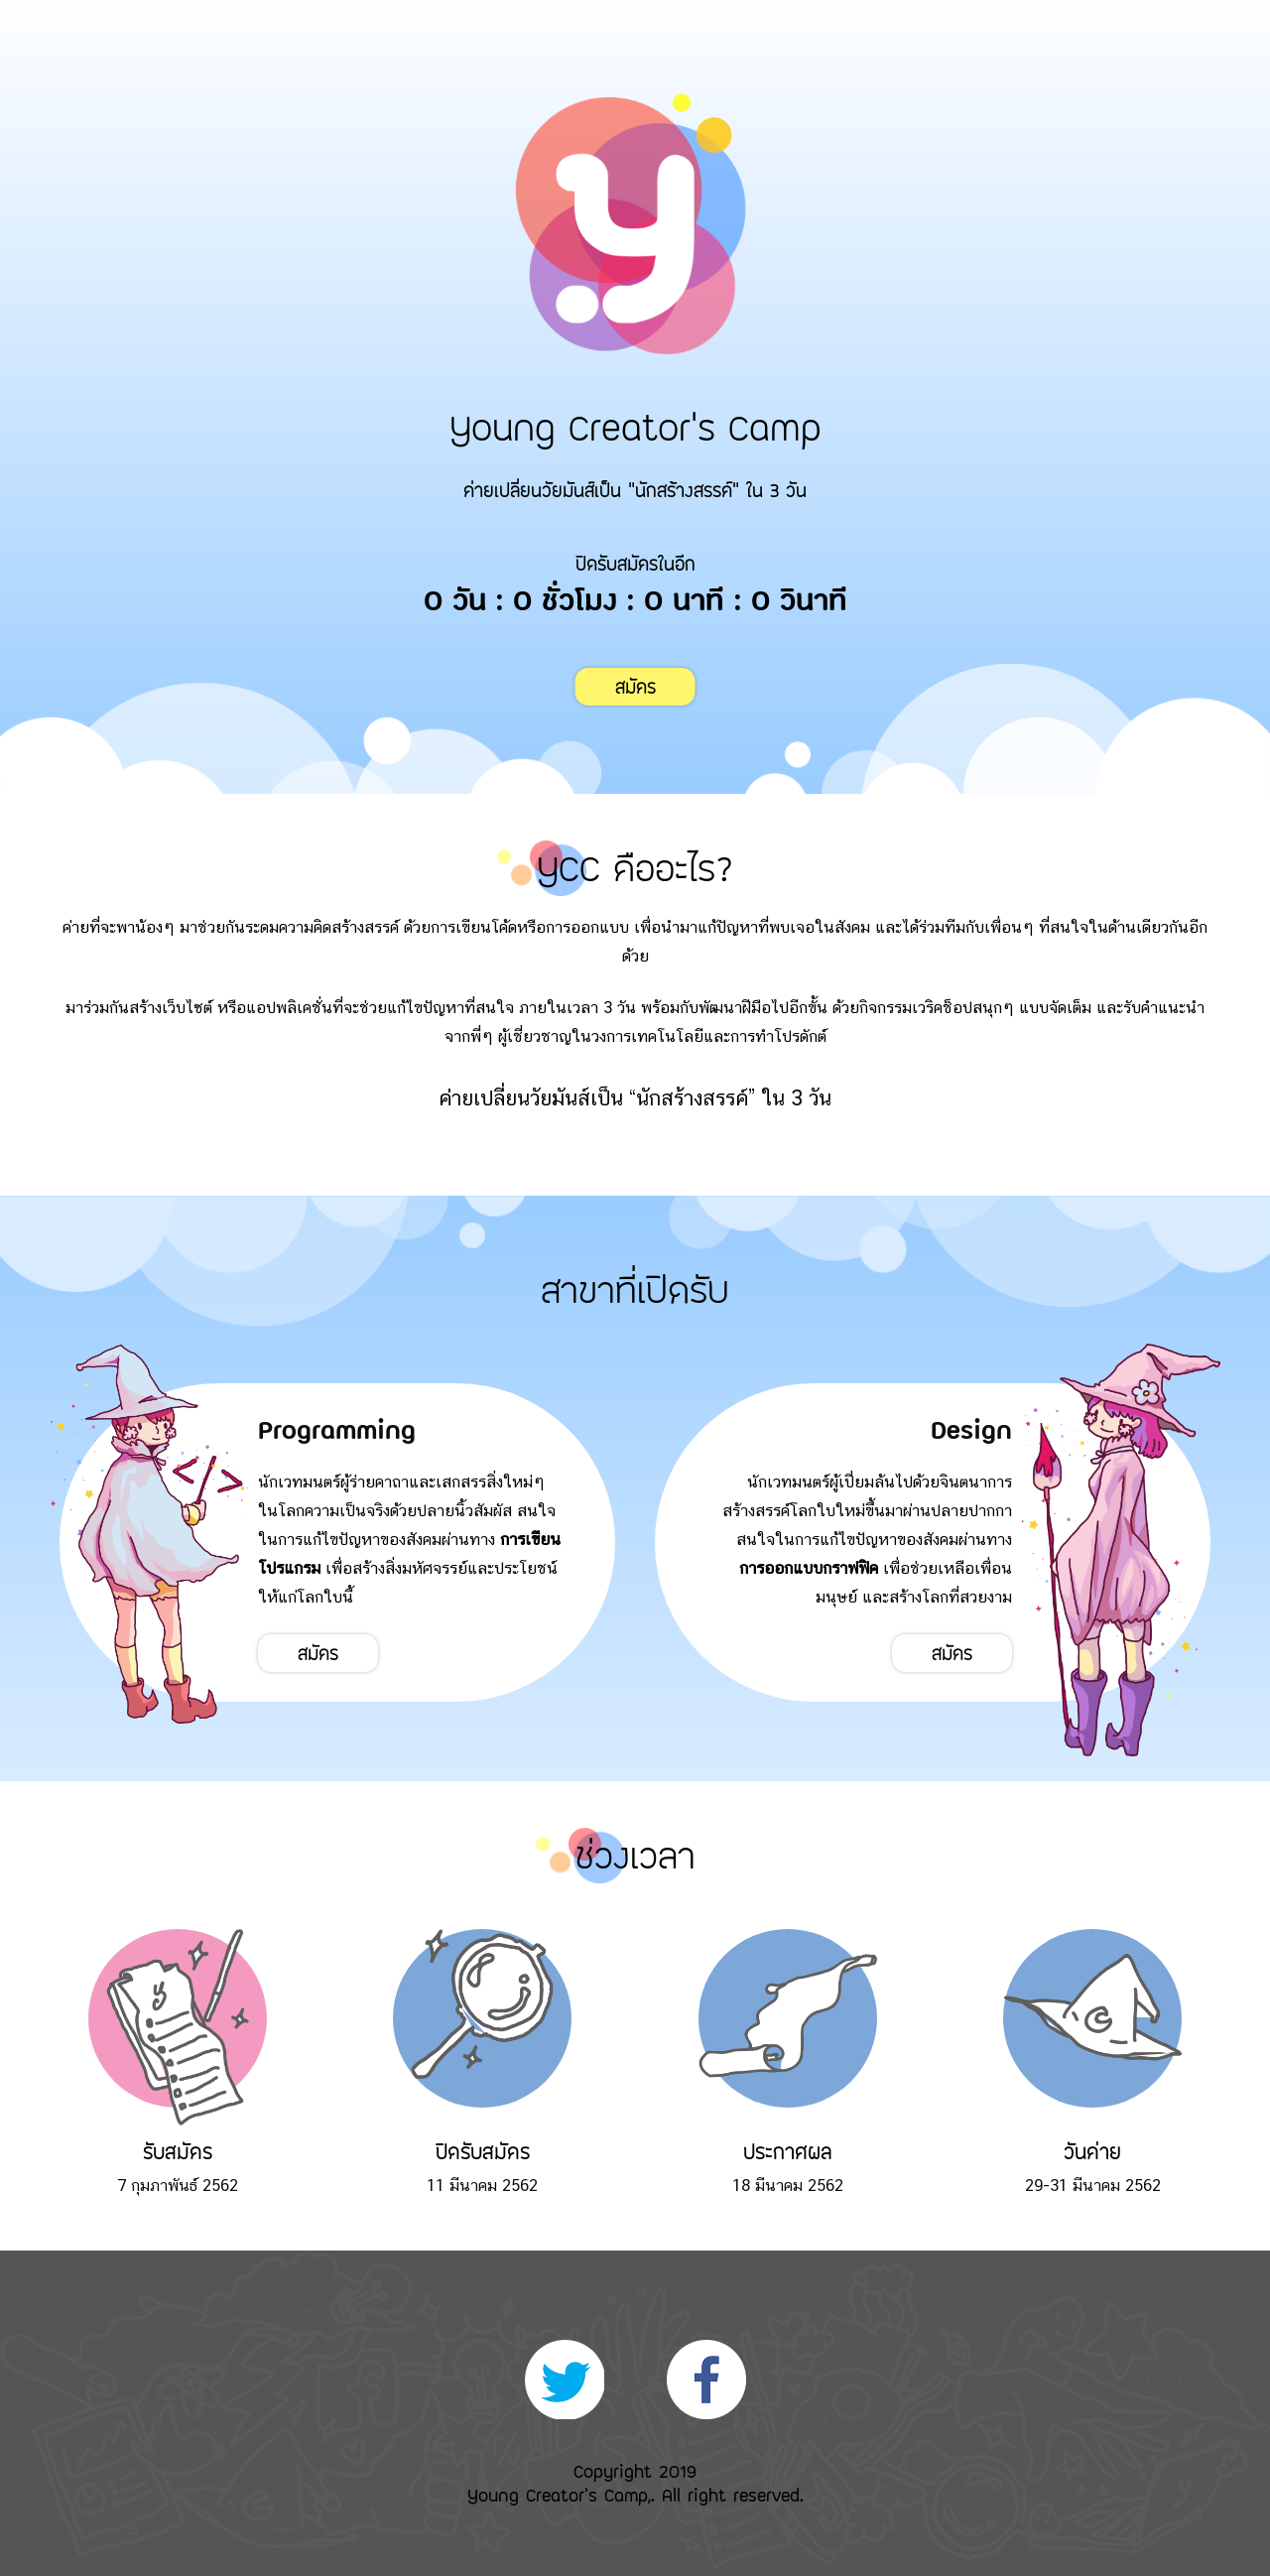 y
Young Creator's Camp
ค่ายเปลี่ยนวัยมันส์เป็น "นักสร้างสรรค์" ใน 3 วัน
ปิดรับสมัครในอีก
0 วัน : 0 ชั่วโมง : 0 นาที : 0 วินาที
สมัคร
YCC คืออะไร?
ค่ายที่จะพาน้องๆ มาช่วยกันระดมความคิดสร้างสรรค์ ด้วยการเขียนโค้ดหรือการออกแบบ เพื่อนำมาแก้ปัญหาที่พบเจอในสังคม และได้ร่วมทีมกับเพื่อนๆ ที่สนใจในด้านเดียวกันอีก
ด้วย
มาร่วมกันสร้างเว็บไซต์ หรือแอปพลิเคชั่นที่จะช่วยแก้ไขปัญหาที่สนใจ ภายในเวลา 3 วัน พร้อมกับพัฒนาฝีมือไปอีกขั้น ด้วยกิจกรรมเวิร์คช็อปสนุกๆ แบบจัดเต็ม และรับคำแนะนำ
จากพี่ๆ ผู้เชี่ยวชาญในวงการเทคโนโลยีและการทำโปรดักต์
ค่ายเปลี่ยนวัยมันส์เป็น “นักสร้างสรรค์” ใน 3 วัน
สาขาที่เปิดรับ
Programming
นักเวทมนตร์ผู้ร่ายคาถาและเสกสรรสิ่งใหม่ๆ
ในโลกความเป็นจริงด้วยปลายนิ้วสัมผัส สนใจ
ในการแก้ไขปัญหาของสังคมผ่านทาง การเขียน
โปรแกรม เพื่อสร้างสิ่งมหัศจรรย์และประโยชน์
ให้แก่โลกใบนี้
สมัคร
Design
นักเวทมนตร์ผู้เปี่ยมล้นไปด้วยจินตนาการ
สร้างสรรค์โลกใบใหม่ขึ้นมาผ่านปลายปากกา
สนใจในการแก้ไขปัญหาของสังคมผ่านทาง
การออกแบบกราฟฟิค เพื่อช่วยเหลือเพื่อน
มนุษย์ และสร้างโลกที่สวยงาม
สมัคร
ช่วงเวลา
รับสมัคร
7 กุมภาพันธ์ 2562
ปิดรับสมัคร
11 มีนาคม 2562
ประกาศผล
18 มีนาคม 2562
วันค่าย
29-31 มีนาคม 2562
Copyright 2019
Young Creator's Camp,. All right reserved.